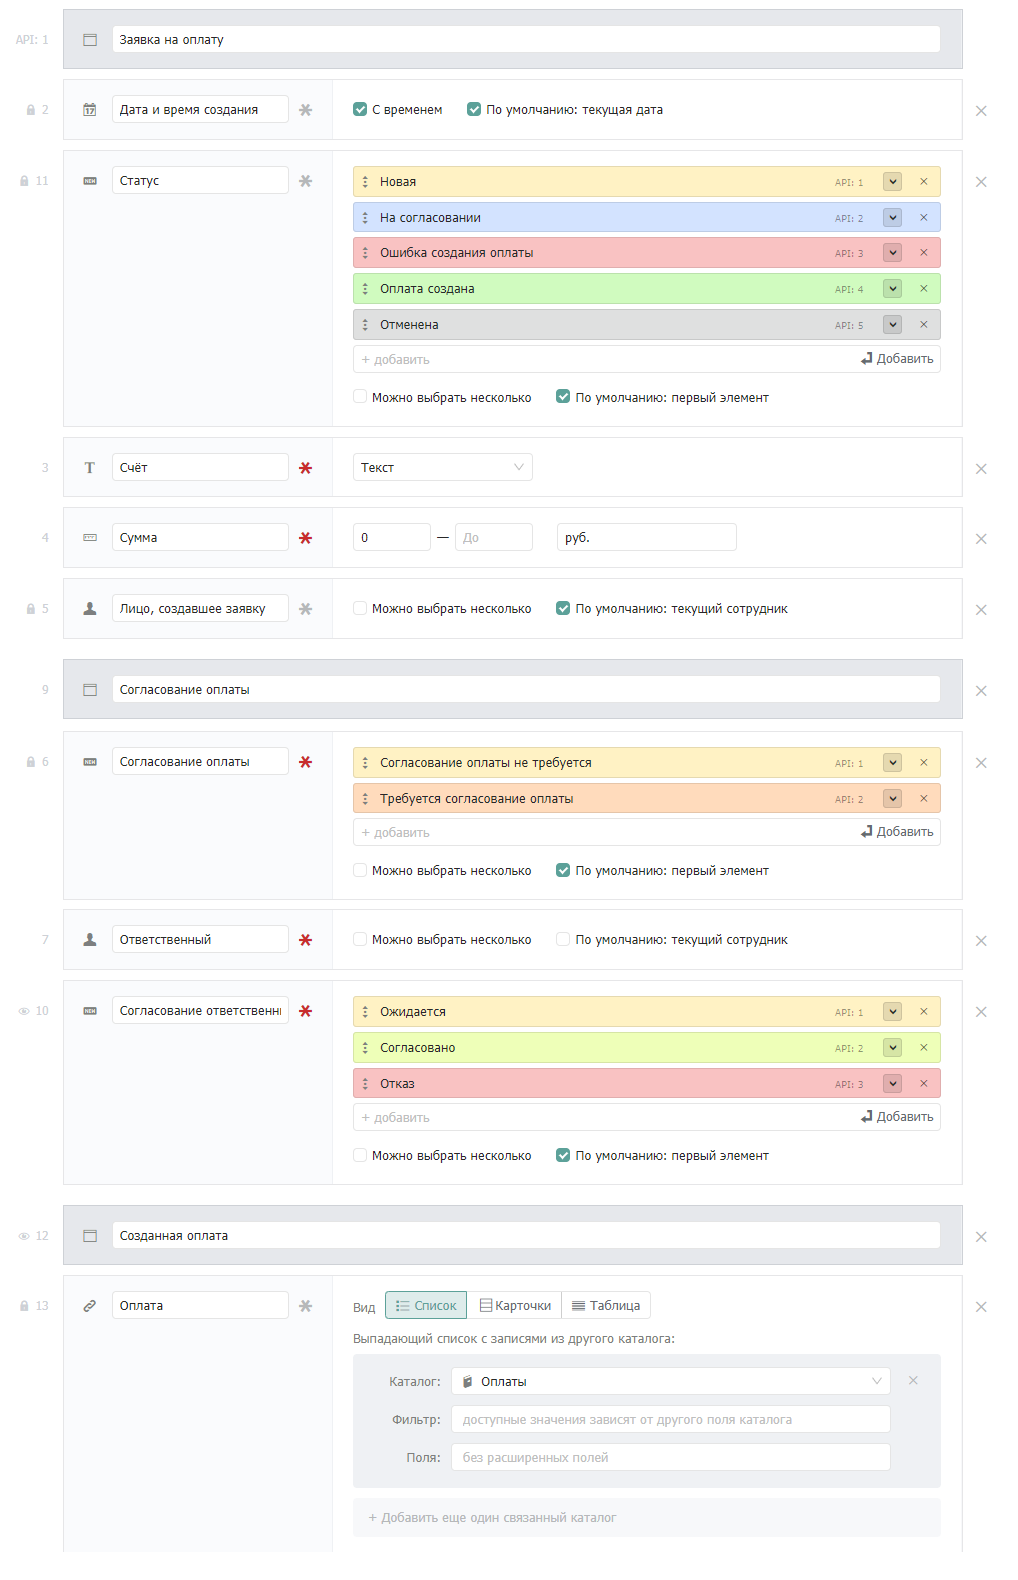 API: 1
Заявка на оплату
2
17
Дата и время создания
С временем
По умолчанию: текущая дата
11
NEW
Статус
Новая
API: 1
На согласовании
API: 2
Ошибка создания оплаты
API: 3
Оплата создана
API: 4
Отменена
API: 5
+ добавить
Добавить
Можно выбрать несколько
По умолчанию: первый элемент
3
T
Счёт
Текст
4
Сумма
0
—
До
руб.
5
Лицо, создавшее заявку
Можно выбрать несколько
По умолчанию: текущий сотрудник
9
Согласование оплаты
6
NEW
Согласование оплаты
Согласование оплаты не требуется
API: 1
Требуется согласование оплаты
API: 2
+ добавить
Добавить
Можно выбрать несколько
По умолчанию: первый элемент
7
Ответственный
Можно выбрать несколько
По умолчанию: текущий сотрудник
10
NEW
Согласование ответственн
Ожидается
API: 1
Согласовано
API: 2
Отказ
API: 3
+ добавить
Добавить
Можно выбрать несколько
По умолчанию: первый элемент
12
Созданная оплата
13
Оплата
Вид
Список
Карточки
Таблица
Выпадающий список с записями из другого каталога:
Каталог:
Оплаты
Фильтр:
доступные значения зависят от другого поля каталога
Поля:
без расширенных полей
+ Добавить еще один связанный каталог